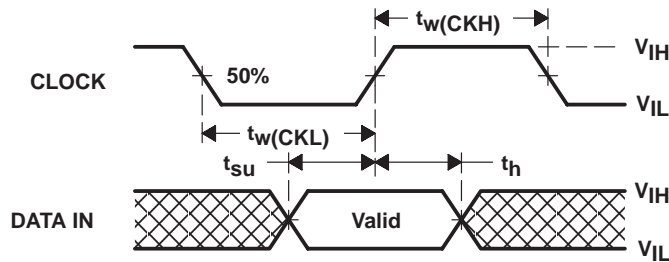 tw(CKH)
VIH
CLOCK
50%
VIL
tw(CKL)
tsu
th
VIH
DATA IN
Valid
VIL